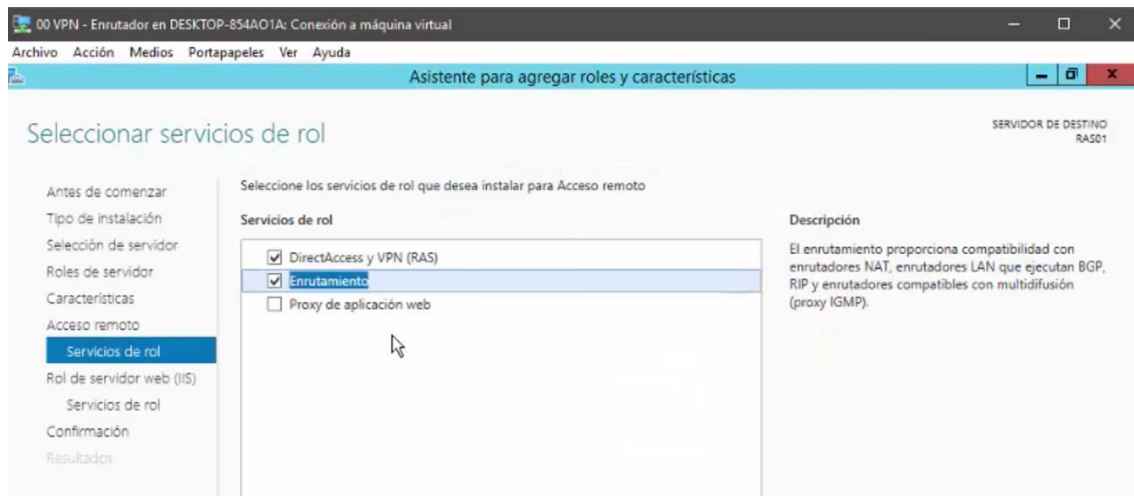 00 VPN - Enrutador en DESKTOP-854AO1A: Conexión a máquina virtual
Archivo Acción Medios Portapapeles Ver Ayuda
Asistente para agregar roles y características
Seleccionar servicios de rol
SERVIDOR DE DESTINO
RAS01
Antes de comenzar
Tipo de instalación
Selección de servidor
Roles de servidor
Características
Acceso remoto
Servicios de rol
Rol de servidor web (IIS)
Servicios de rol
Confirmación
Resultados
Seleccione los servicios de rol que desea instalar para Acceso remoto
Servicios de rol
DirectAccess y VPN (RAS)
Enrutamiento
Proxy de aplicación web
Descripción
El enrutamiento proporciona compatibilidad con
enrutadores NAT, enrutadores LAN que ejecutan BGP,
RIP y enrutadores compatibles con multidifusión
(proxy IGMP).